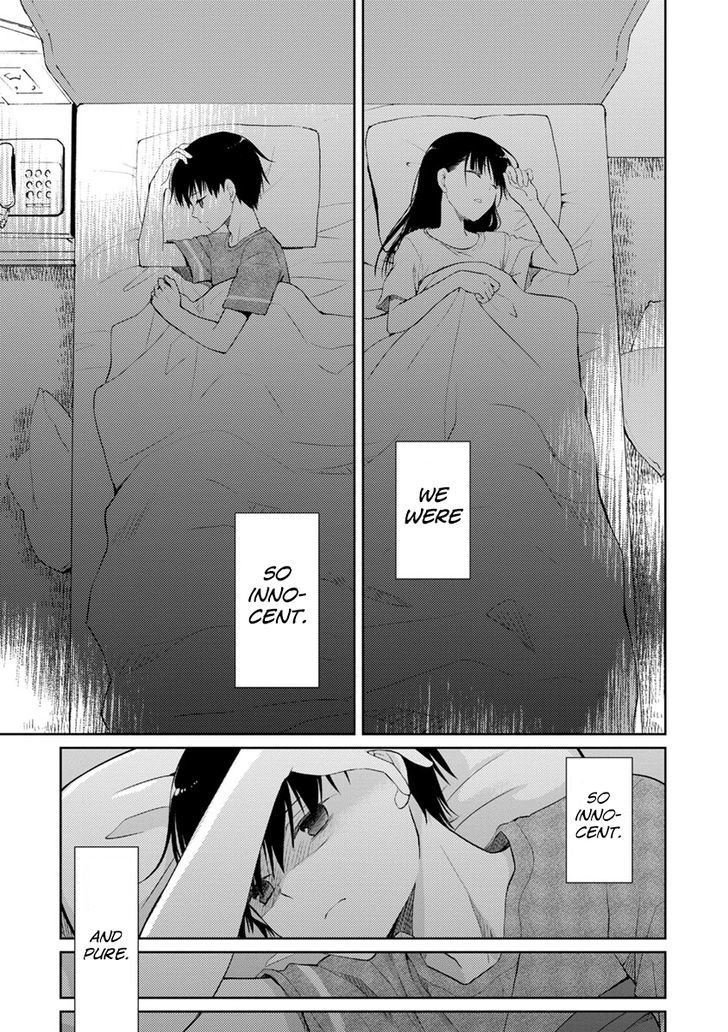 WE
WERE
SO
INNO-
CENT.
SO
INNO-
CENT.
AND
PURE.